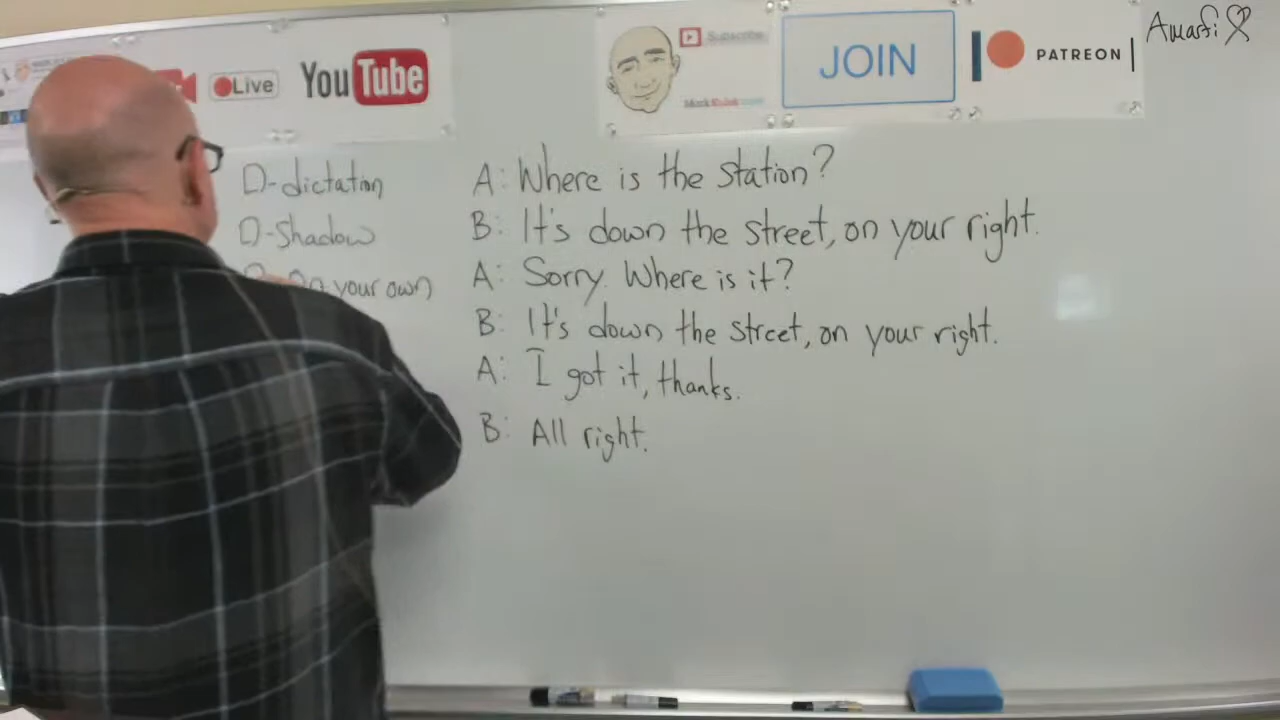 Live
YouTube
Subscribe
JOIN
PATREON
Amarfi
D-dictation
D-Shadow
on your own
A: Where is the station?
B: It's down the street, on your right.
A: Sorry. Where is it?
B: It's down the street, on your right.
A: I got it, thanks.
B: All right.